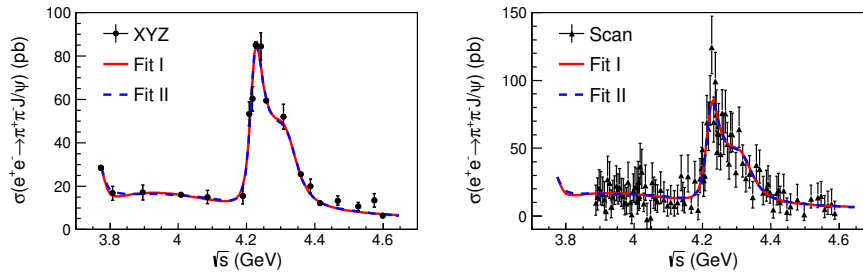 100
80
60
40
20
0
σ(e⁺e⁻→π⁺π⁻J/ψ) (pb)
XYZ
Fit I
Fit II
3.8
4
4.2
4.4
4.6
√s (GeV)
150
100
50
0
σ(e⁺e⁻→π⁺π⁻J/ψ) (pb)
Scan
Fit I
Fit II
3.8
4
4.2
4.4
4.6
√s (GeV)